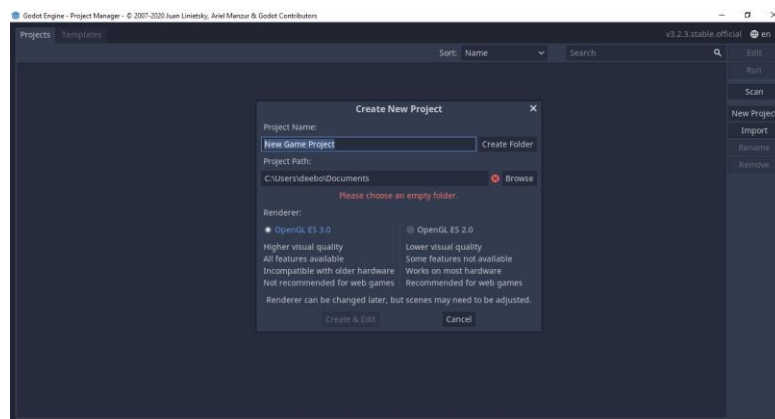 Godot Engine - Project Manager - © 2007-2020 Juan Linietsky, Ariel Manzur & Godot Contributors
Projects Templates v3.2.3.stable.official en
Sort: Name Search Edit
Run
Scan
New Project
Import
Rename
Remove
Create New Project
Project Name:
New Game Project Create Folder
Project Path:
C:\Users\deebo\Documents Browse
Please choose an empty folder.
Renderer:
OpenGL ES 3.0 OpenGL ES 2.0
Higher visual quality Lower visual quality
All features available Some features not available
Incompatible with older hardware Works on most hardware
Not recommended for web games Recommended for web games
Renderer can be changed later, but scenes may need to be adjusted.
Create & Edit Cancel